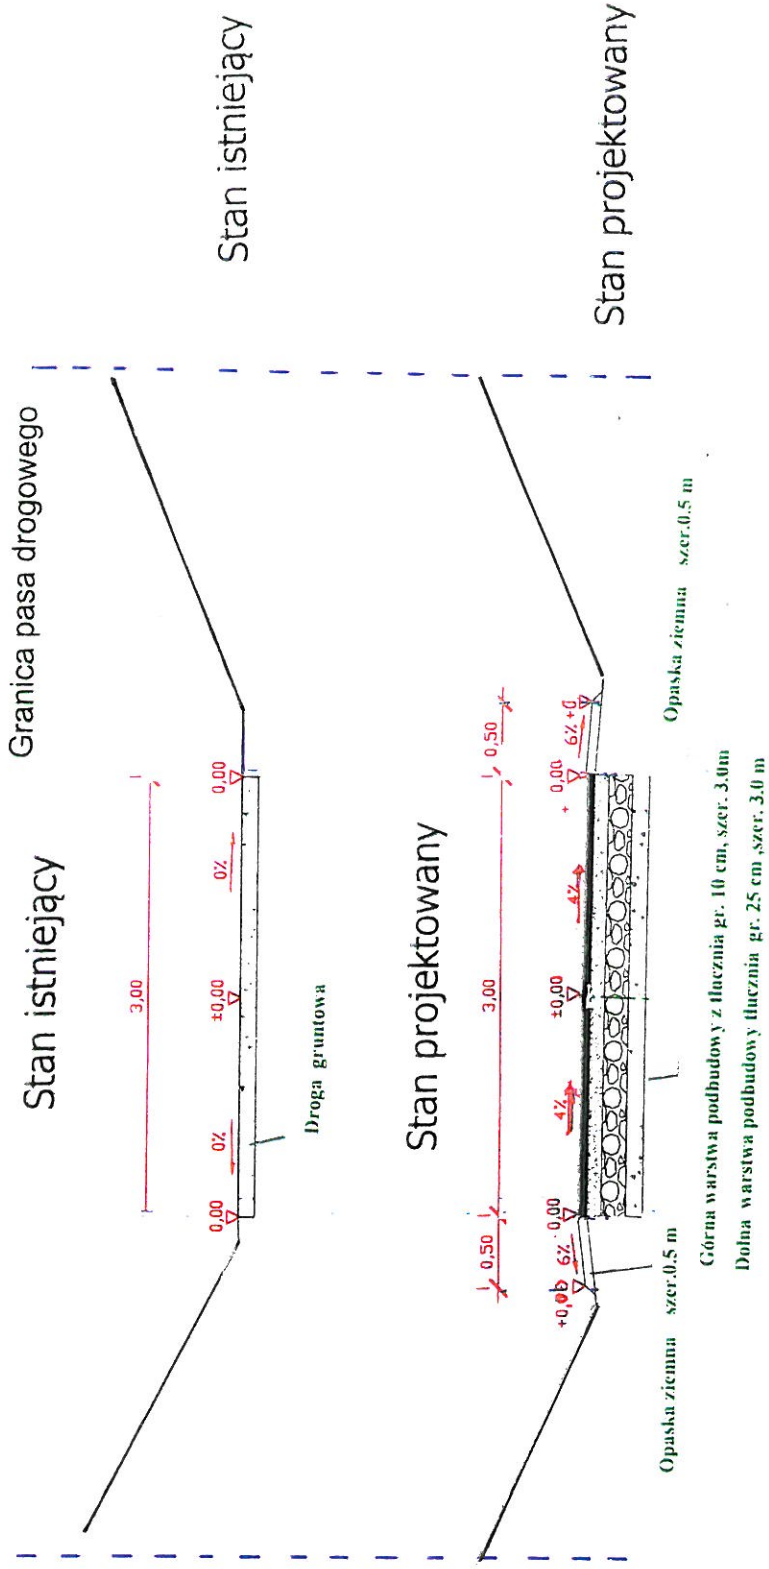 Granica pasa drogowego
Stan istniejący
Stan istniejący
3,00
0,00
0%
±0,00
0%
0,00
Droga gruntowa
Stan projektowany
Stan projektowany
0,50
3,00
0,50
0,00
±0,00
0,00
6%
4%
4%
6%
Opaska ziemna szer.0.5 m
Opaska ziemna szer.0.5 m
Górna warstwa podbudowy z tłucznia gr. 10 cm, szer. 3.0m
Dolna warstwa podbudowy tłucznia gr. 25 cm ,szer. 3.0 m